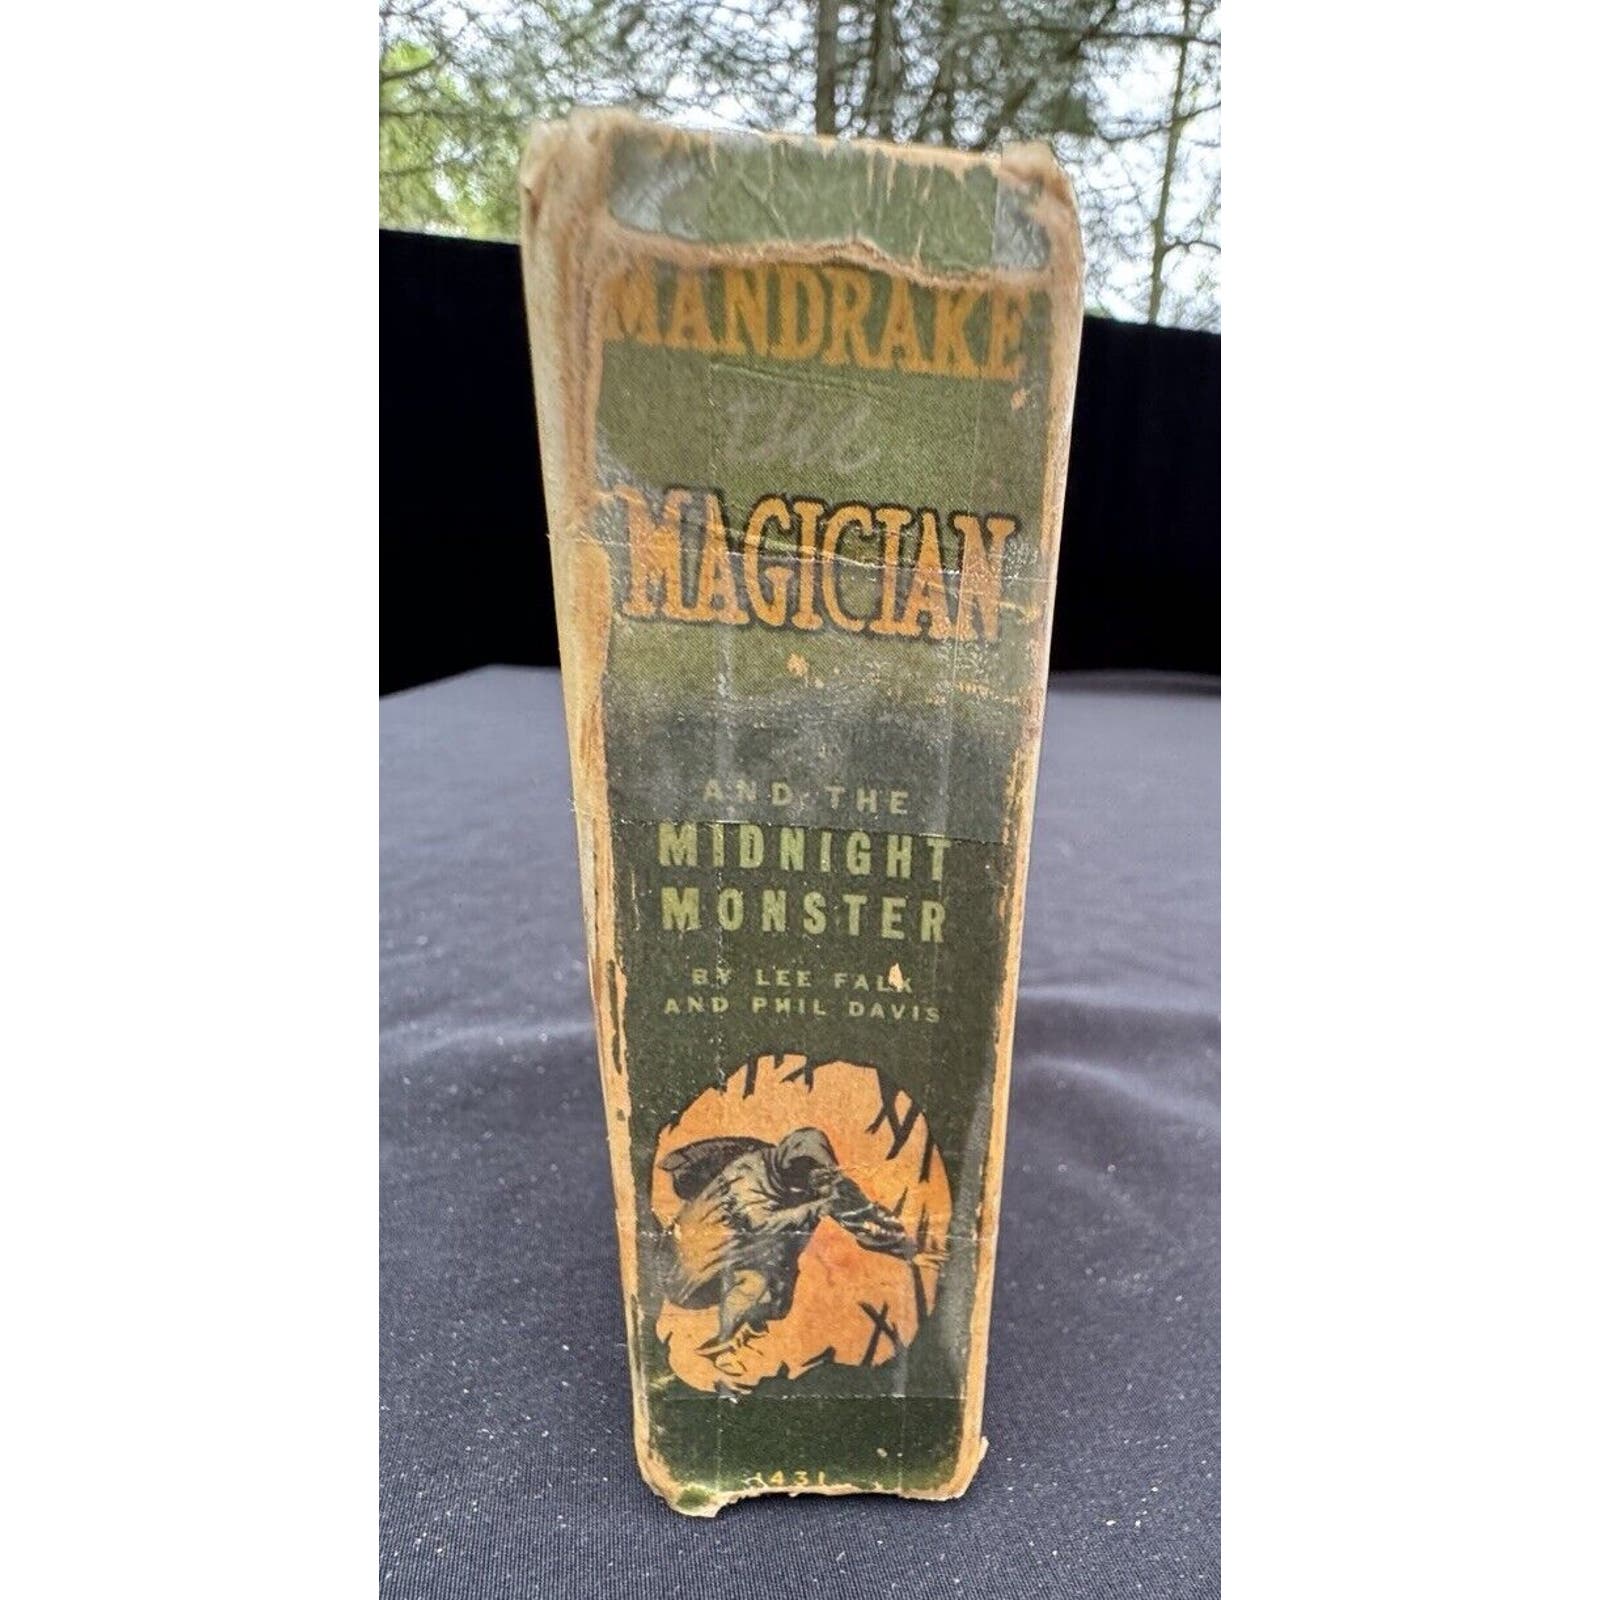 MANDRAKE
the
MAGICIAN
AND THE
MIDNIGHT
MONSTER
BY LEE FALK
AND PHIL DAVIS
1431